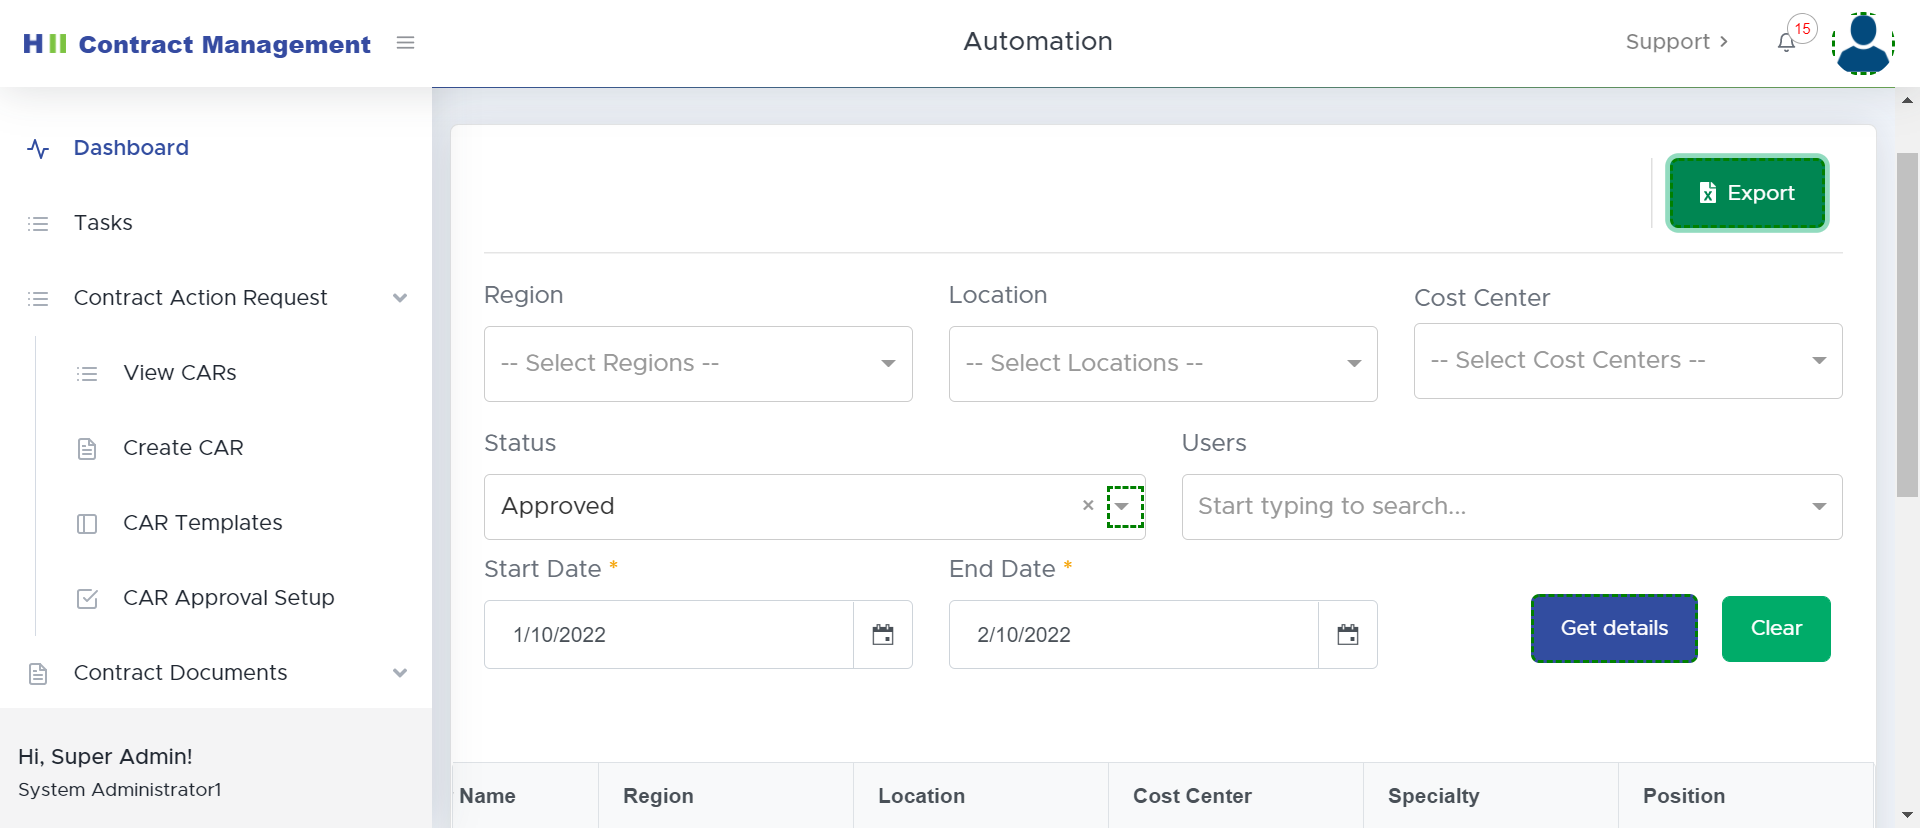 HII Contract Management
Automation
Support
15
Dashboard
Tasks
Contract Action Request
View CARs
Create CAR
CAR Templates
CAR Approval Setup
Contract Documents
Hi, Super Admin!
System Administrator1
Export
Region
Location
Cost Center
-- Select Regions --
-- Select Locations --
-- Select Cost Centers --
Status
Users
Approved
×
Start typing to search...
Start Date *
End Date *
1/10/2022
2/10/2022
Get details
Clear
Name
Region
Location
Cost Center
Specialty
Position